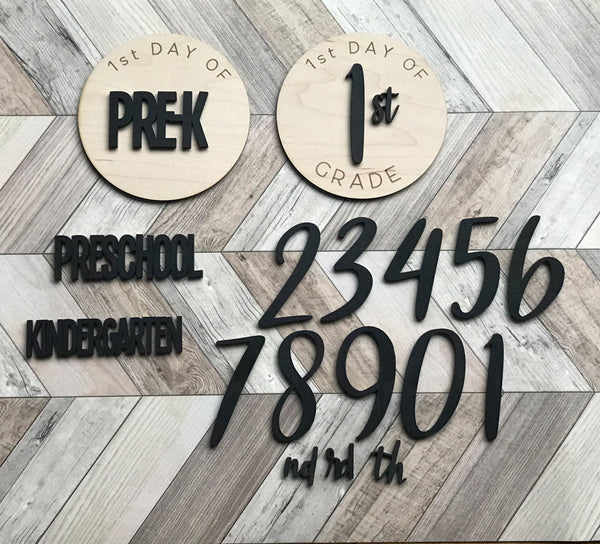 1st DAY OF
PRE-K
1st DAY OF
1st
GRADE
PRESCHOOL
KINDERGARTEN
23456
78901
nd rd th